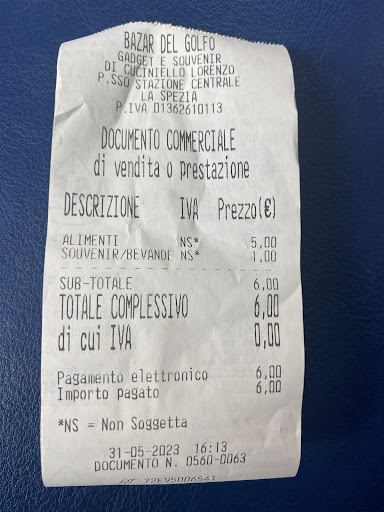 BAZAR DEL GOLFO
GADGET E SOUVENIR
DI CUCINIELLO LORENZO
P.SSO STAZIONE CENTRALE
LA SPEZIA
P.IVA 01362610113
DOCUMENTO COMMERCIALE
di vendita o prestazione
DESCRIZIONE IVA Prezzo(€)
ALIMENTI NS* 5,00
SOUVENIR/BEVANDE NS* 1,00
SUB-TOTALE 6,00
TOTALE COMPLESSIVO 6,00
di cui IVA 0,00
Pagamento elettronico 6,00
Importo pagato 6,00
*NS = Non Soggetta
31-05-2023 16:13
DOCUMENTO N. 0560-0063
72EV5006541